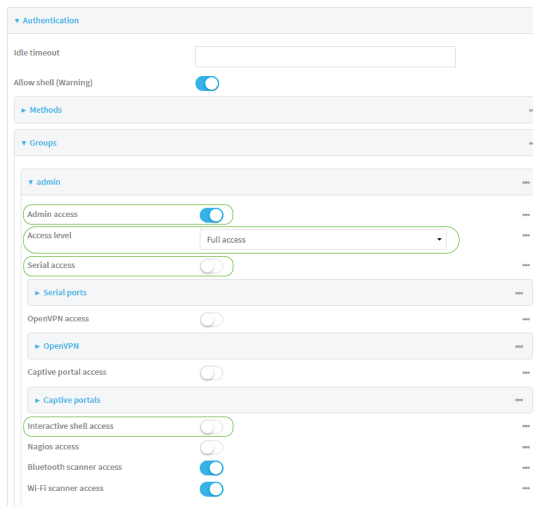 Authentication
Idle timeout
Allow shell (Warning)
Methods
Groups
admin
Admin access
Access level
Full access
Serial access
Serial ports
OpenVPN access
OpenVPN
Captive portal access
Captive portals
Interactive shell access
Nagios access
Bluetooth scanner access
Wi-Fi scanner access